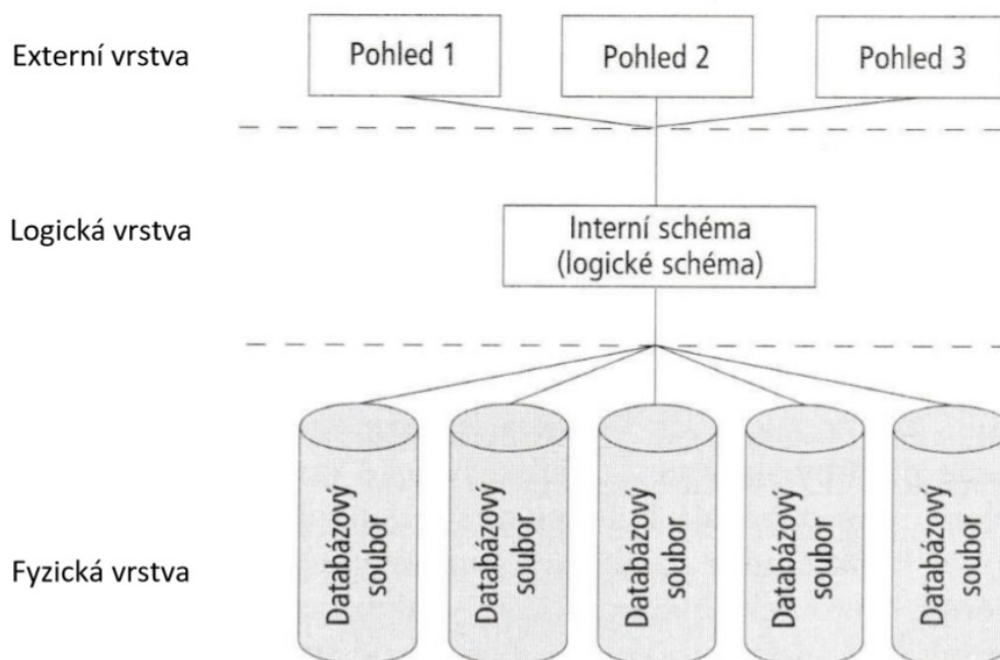 Externí vrstva
Pohled 1
Pohled 2
Pohled 3
Logická vrstva
Interní schéma
(logické schéma)
Fyzická vrstva
Databázový
soubor
Databázový
soubor
Databázový
soubor
Databázový
soubor
Databázový
soubor